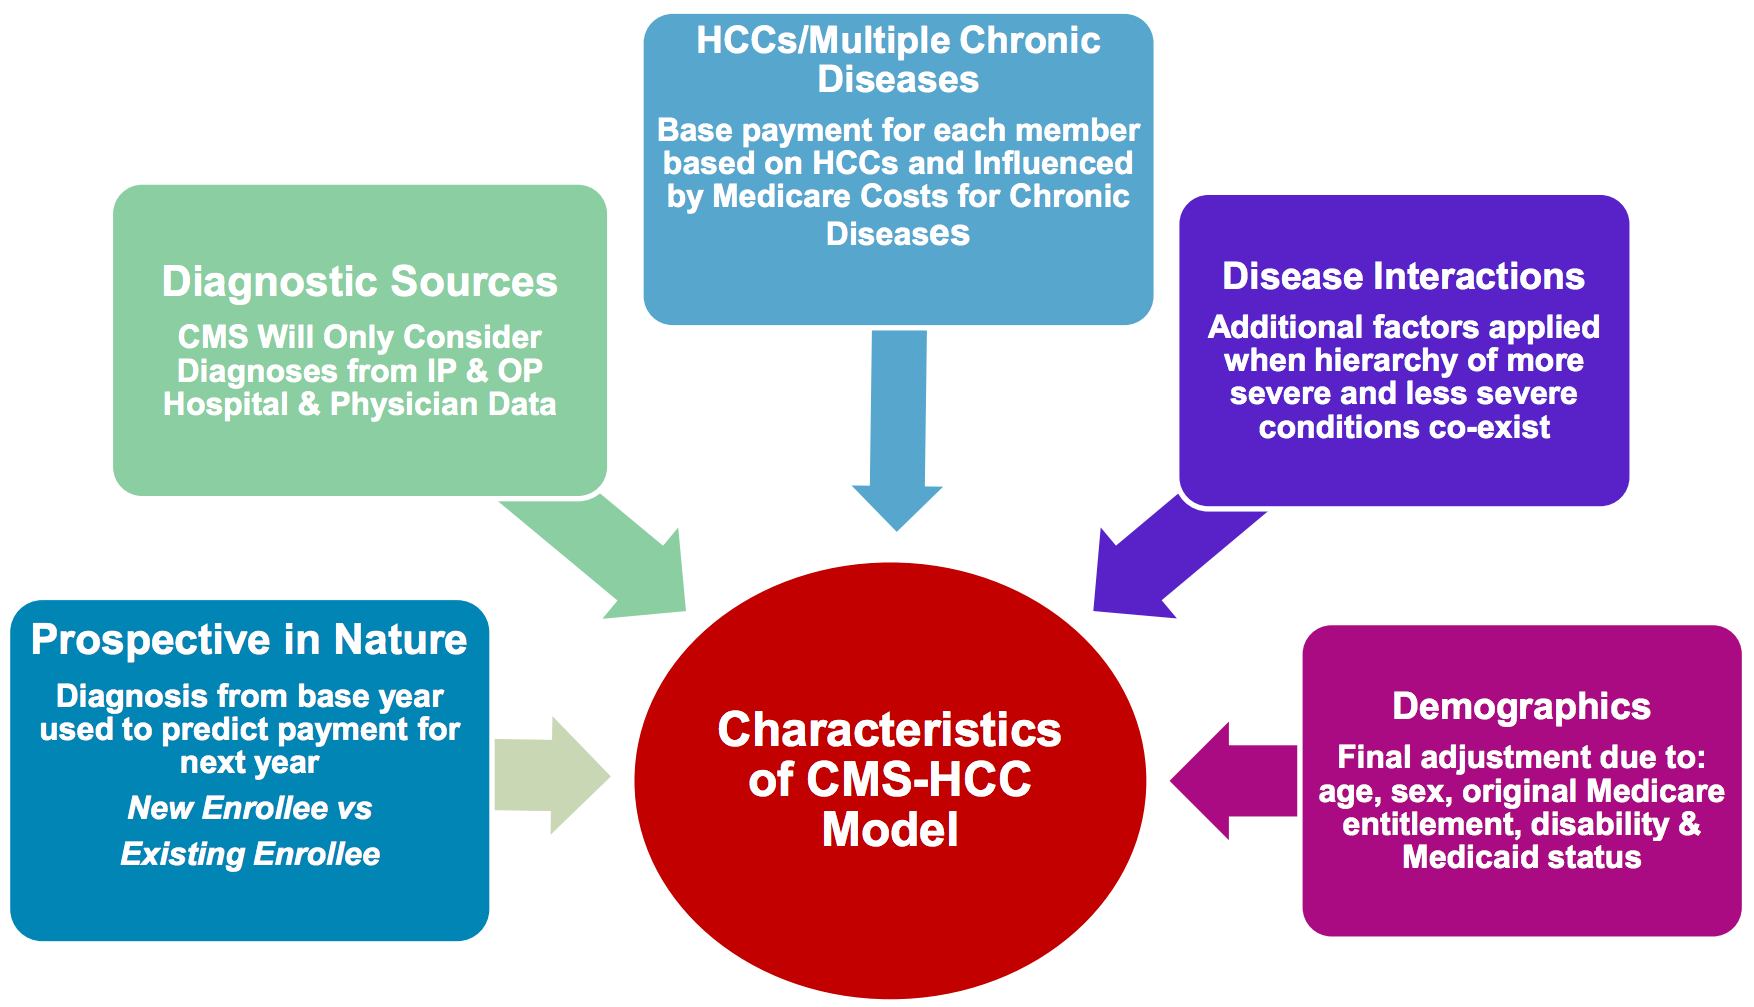 HCCs/Multiple Chronic
Diseases
Base payment for each member
based on HCCs and Influenced
by Medicare Costs for Chronic
Diseases
Diagnostic Sources
CMS Will Only Consider
Diagnoses from IP & OP
Hospital & Physician Data
Disease Interactions
Additional factors applied
when hierarchy of more
severe and less severe
conditions co-exist
Prospective in Nature
Diagnosis from base year
used to predict payment for
next year
New Enrollee vs
Existing Enrollee
Characteristics
of CMS-HCC
Model
Demographics
Final adjustment due to:
age, sex, original Medicare
entitlement, disability &
Medicaid status